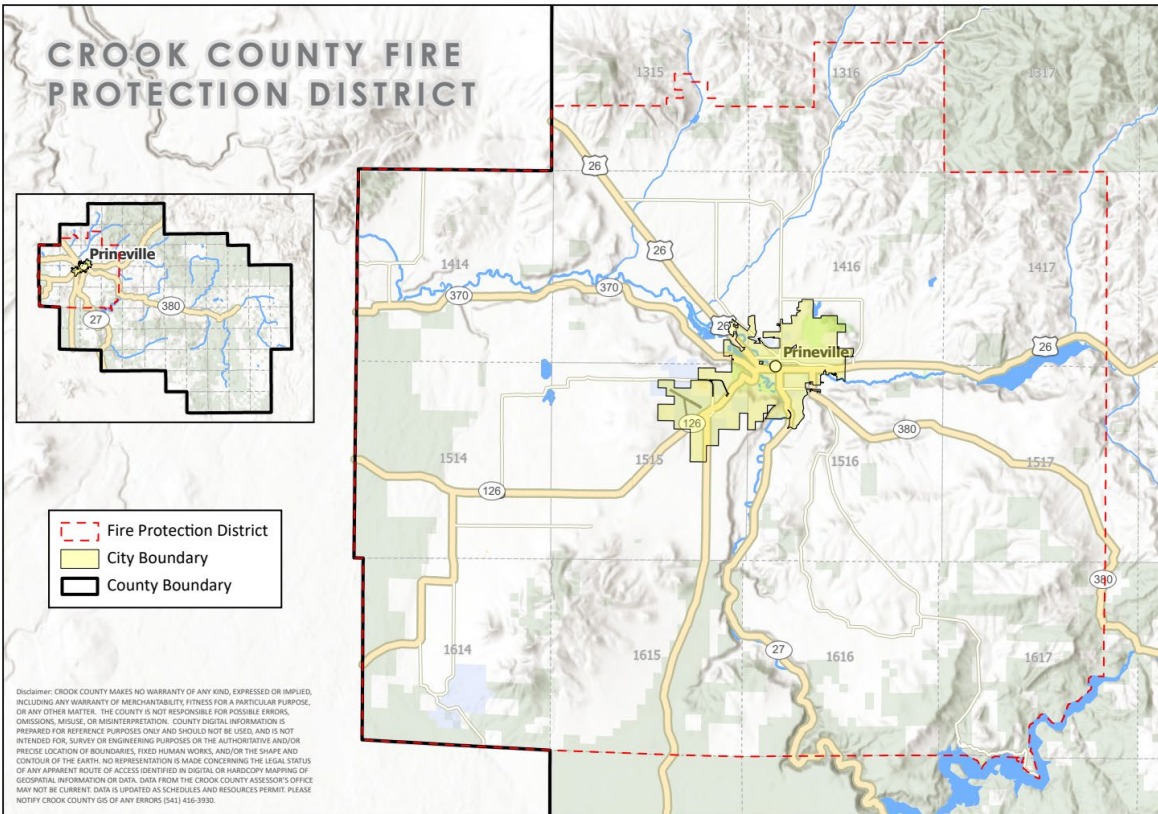 CROOK COUNTY FIRE
PROTECTION DISTRICT
Prineville
380
27
Fire Protection District
City Boundary
County Boundary
Disclaimer: CROOK COUNTY MAKES NO WARRANTY OF ANY KIND, EXPRESSED OR IMPLIED,
INCLUDING ANY WARRANTY OF MERCHANTABILITY, FITNESS FOR A PARTICULAR PURPOSE,
OR ANY OTHER MATTER. THE COUNTY IS NOT RESPONSIBLE FOR POSSIBLE ERRORS,
OMISSIONS, MISUSE, OR MISINTERPRETATION. COUNTY DIGITAL INFORMATION IS
PREPARED FOR REFERENCE PURPOSES ONLY AND SHOULD NOT BE USED, AND IS NOT
INTENDED FOR, SURVEY OR ENGINEERING PURPOSES OR THE AUTHORITATIVE AND/OR
PRECISE LOCATION OF BOUNDARIES, FIXED HUMAN WORKS, AND/OR THE SHAPE AND
CONTOUR OF THE EARTH. NO REPRESENTATION IS MADE CONCERNING THE LEGAL STATUS
OF ANY APPARENT ROUTE OF ACCESS IDENTIFIED IN DIGITAL OR HARDCOPY MAPPING OF
GEOSPATIAL INFORMATION OR DATA. DATA FROM THE CROOK COUNTY ASSESSOR'S OFFICE
MAY NOT BE CURRENT. DATA IS UPDATED AS SCHEDULES AND RESOURCES PERMIT. PLEASE
NOTIFY CROOK COUNTY GIS OF ANY ERRORS (541) 416-3930.
1315
1316
1317
26
26
1414
1416
1417
370
370
26
26
Prineville
126
380
1514
1515
1516
1517
126
380
1614
1615
27
1616
1617